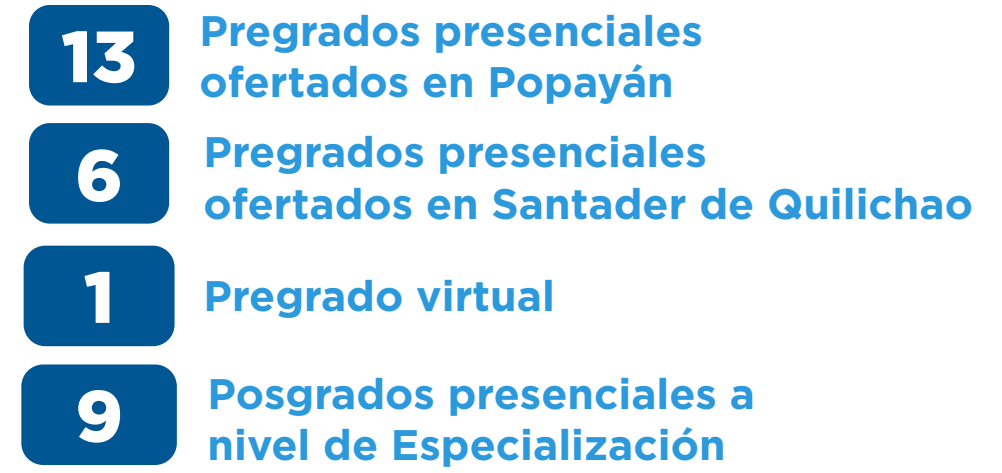 13
Pregrados presenciales
ofertados en Popayán
6
Pregrados presenciales
ofertados en Santader de Quilichao
1
Pregrado virtual
9
Posgrados presenciales a
nivel de Especialización